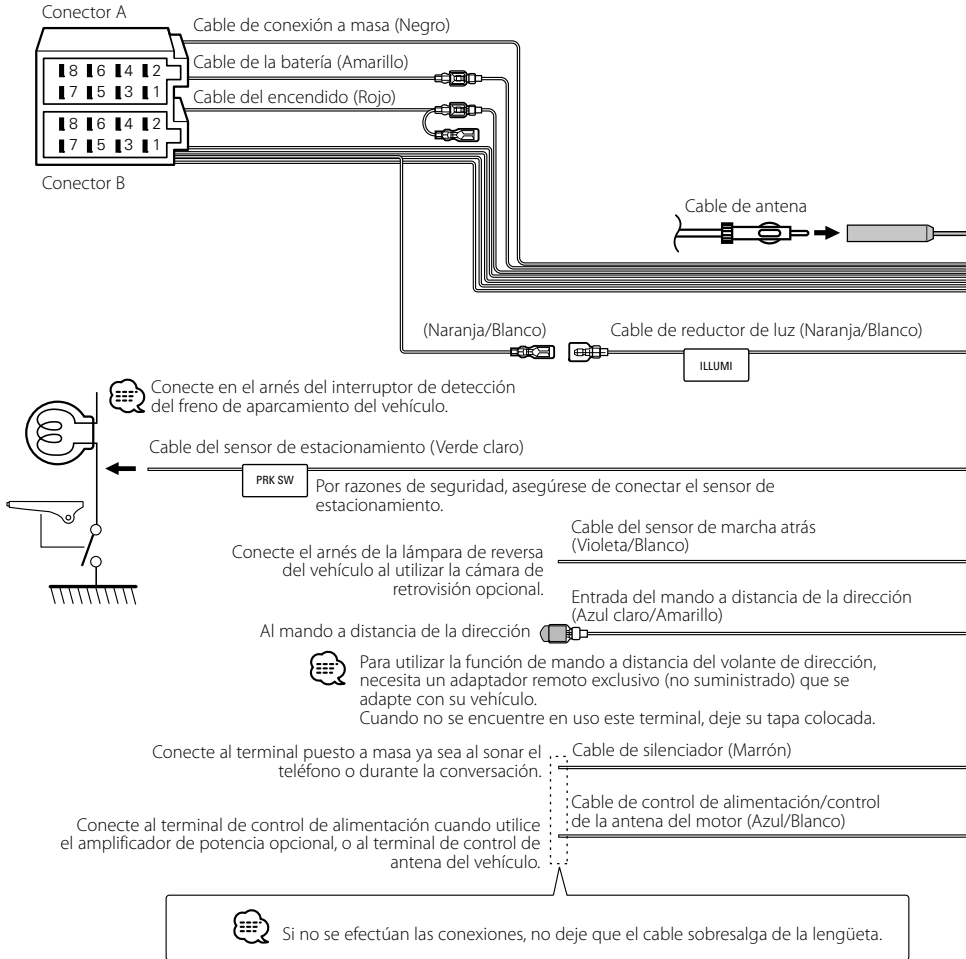 Conector A
Cable de conexión a masa (Negro)
Cable de la batería (Amarillo)
8 6 4 2
7 5 3 1
Cable del encendido (Rojo)
8 6 4 2
7 5 3 1
Conector B
Cable de antena
(Naranja/Blanco)
Cable de reductor de luz (Naranja/Blanco)
ILLUMI
Conecte en el arnés del interruptor de detección
del freno de aparcamiento del vehículo.
Cable del sensor de estacionamiento (Verde claro)
PRK SW
Por razones de seguridad, asegúrese de conectar el sensor de
estacionamiento.
Cable del sensor de marcha atrás
(Violeta/Blanco)
Conecte el arnés de la lámpara de reversa
del vehículo al utilizar la cámara de
retrovisión opcional.
Entrada del mando a distancia de la dirección
(Azul claro/Amarillo)
Al mando a distancia de la dirección
Para utilizar la función de mando a distancia del volante de dirección,
necesita un adaptador remoto exclusivo (no suministrado) que se
adapte con su vehículo.
Cuando no se encuentre en uso este terminal, deje su tapa colocada.
Conecte al terminal puesto a masa ya sea al sonar el
teléfono o durante la conversación.
Cable de silenciador (Marrón)
Cable de control de alimentación/control
de la antena del motor (Azul/Blanco)
Conecte al terminal de control de alimentación cuando utilice
el amplificador de potencia opcional, o al terminal de control de
antena del vehículo.
Si no se efectúan las conexiones, no deje que el cable sobresalga de la lengüeta.